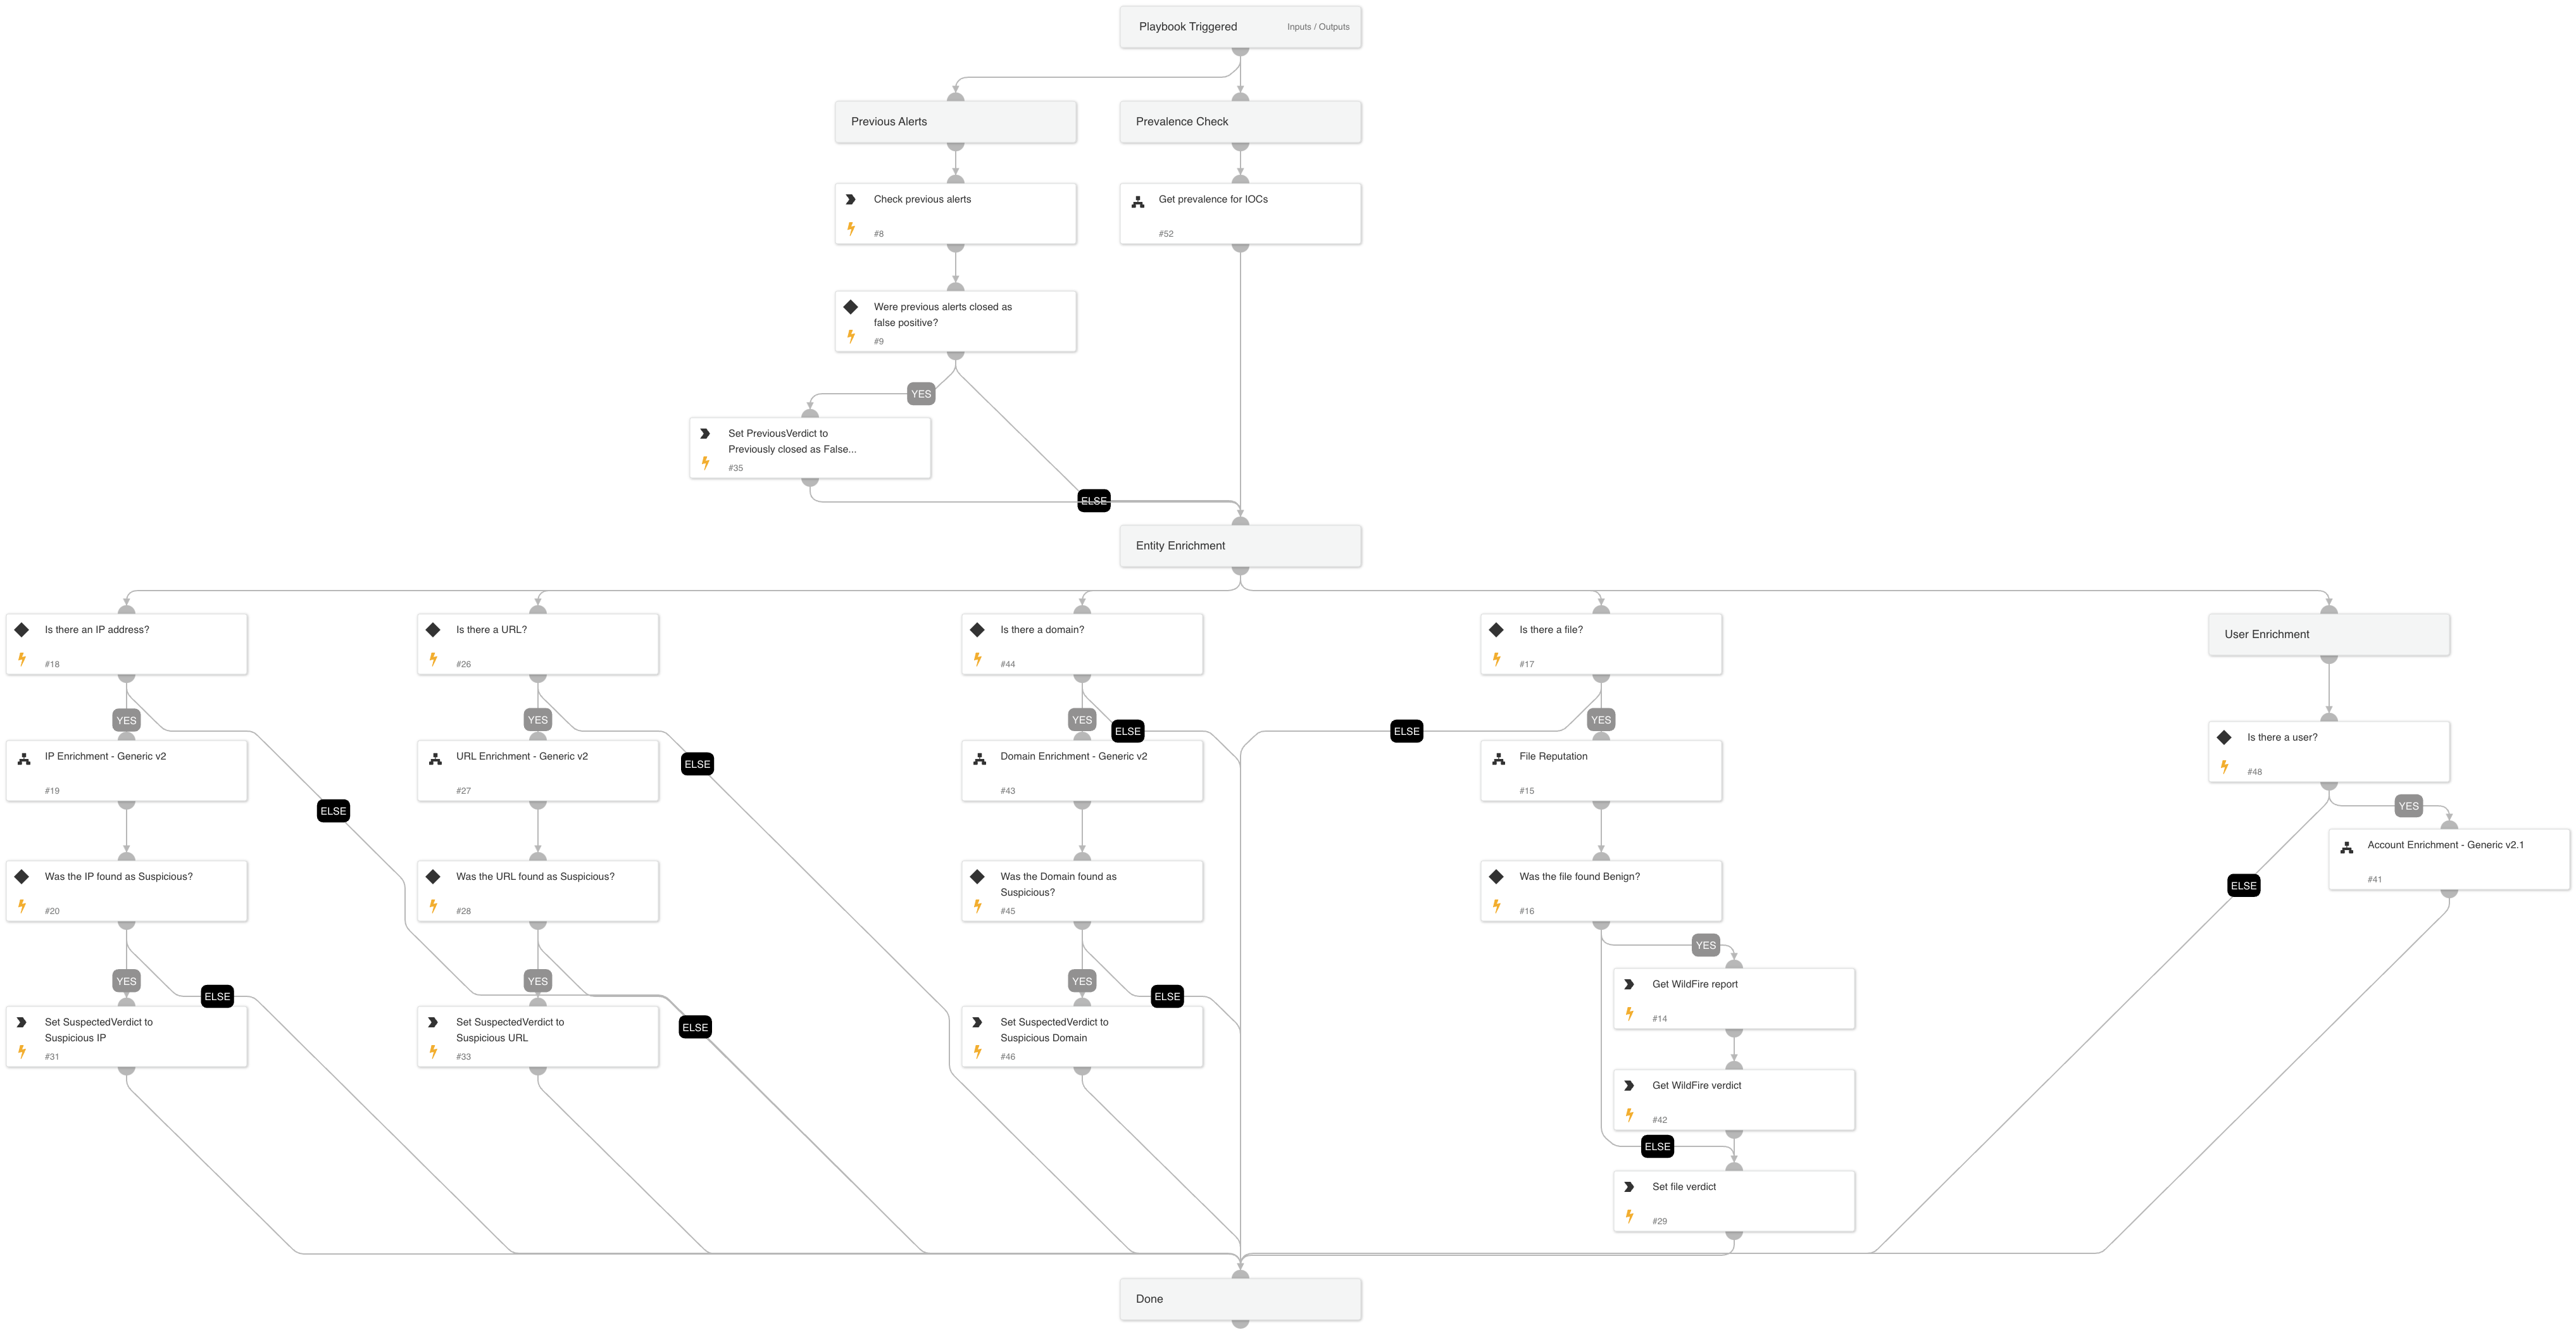 Playbook Triggered
Inputs / Outputs
Previous Alerts
Prevalence Check
Check previous alerts
#8
Get prevalence for IOCs
#52
Were previous alerts closed as
false positive?
#9
YES
Set PreviousVerdict to
Previously closed as False...
#35
ELSE
Entity Enrichment
Is there an IP address?
#18
Is there a URL?
#26
Is there a domain?
#44
Is there a file?
#17
User Enrichment
YES
YES
YES
ELSE
ELSE
YES
Is there a user?
#48
IP Enrichment - Generic v2
#19
URL Enrichment - Generic v2
#27
ELSE
Domain Enrichment - Generic v2
#43
File Reputation
#15
ELSE
YES
Account Enrichment - Generic v2.1
#41
ELSE
Was the IP found as Suspicious?
#20
Was the URL found as Suspicious?
#28
Was the Domain found as
Suspicious?
#45
Was the file found Benign?
#16
YES
YES
ELSE
YES
YES
ELSE
Get WildFire report
#14
Set SuspectedVerdict to
Suspicious IP
#31
Set SuspectedVerdict to
Suspicious URL
#33
ELSE
Set SuspectedVerdict to
Suspicious Domain
#46
Get WildFire verdict
#42
ELSE
Set file verdict
#29
Done